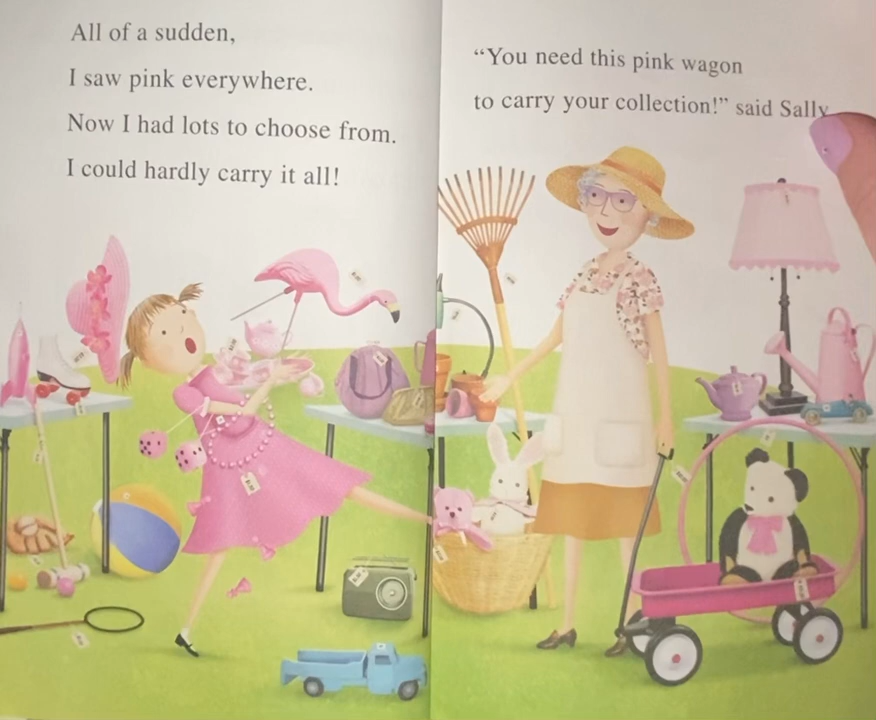 All of a sudden,
I saw pink everywhere.
Now I had lots to choose from.
I could hardly carry it all!
“You need this pink wagon
to carry your collection!” said Sally